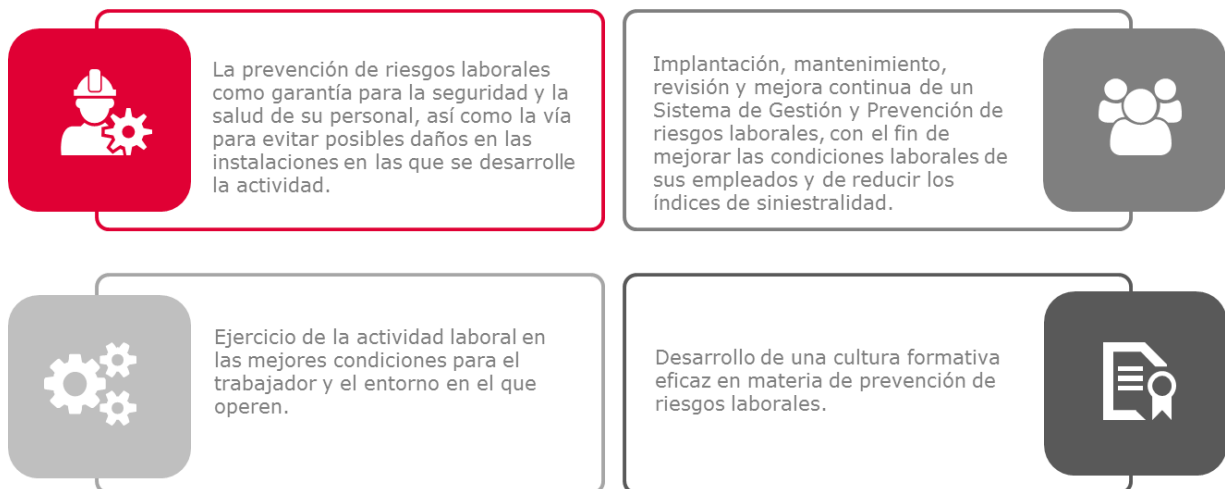 La prevención de riesgos laborales
como garantía para la seguridad y la
salud de su personal, así como la vía
para evitar posibles daños en las
instalaciones en las que se desarrolle
la actividad.
Implantación, mantenimiento,
revisión y mejora continua de un
Sistema de Gestión y Prevención de
riesgos laborales, con el fin de
mejorar las condiciones laborales de
sus empleados y de reducir los
índices de siniestralidad.
Ejercicio de la actividad laboral en
las mejores condiciones para el
trabajador y el entorno en el que
operen.
Desarrollo de una cultura formativa
eficaz en materia de prevención de
riesgos laborales.